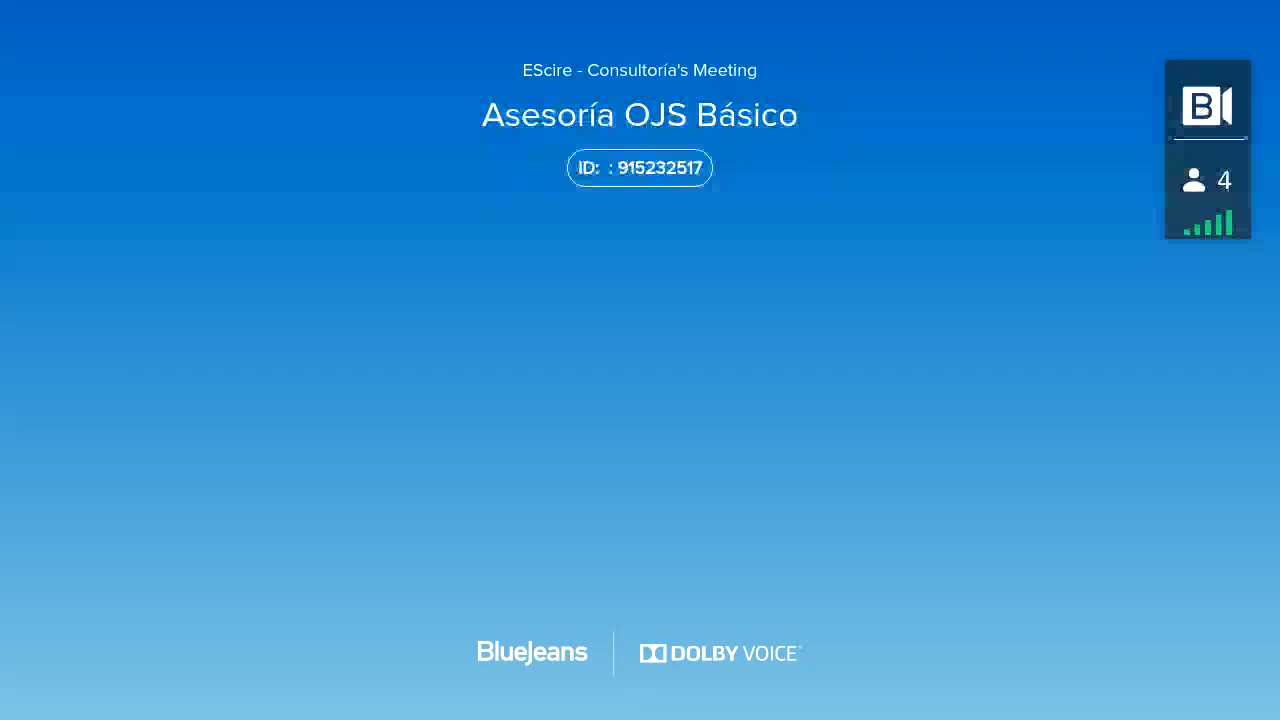 EScire - Consultoría's Meeting
Asesoría OJS Básico
ID: : 915232517
B
4
BlueJeans
DOLBY VOICE